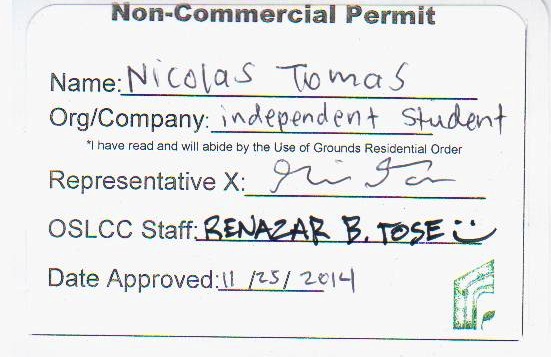 Non-Commercial Permit
Name: Nicolas Tomas
Org/Company: independent Student
*I have read and will abide by the Use of Grounds Residential Order
Representative X:
OSLCC Staff: RENAZAR B. TOSE
Date Approved: 11/25/2014